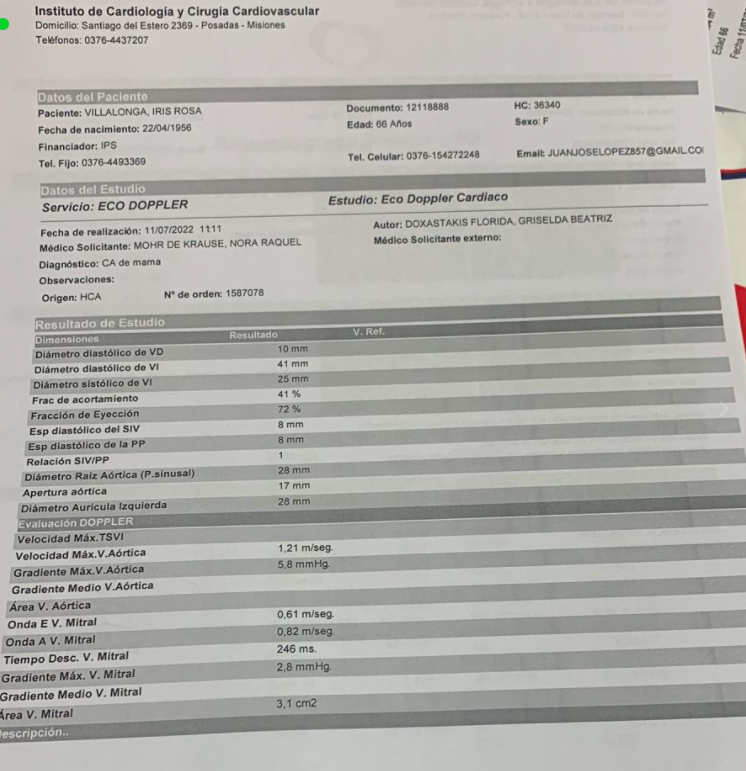 Instituto de Cardiología y Cirugia Cardiovascular
Domicilio: Santiago del Estero 2369 - Posadas - Misiones
Teléfonos: 0376-4437207
Edad 66
Datos del Paciente
Paciente: VILLALONGA, IRIS ROSA Documento: 12118888 HC: 36340
Fecha de nacimiento: 22/04/1956 Edad: 66 Años Sexo: F
Financiador: IPS
Tel. Fijo: 0376-4493369 Tel. Celular: 0376-154272248 Email: JUANJOSELOPEZ857@GMAIL.CO
Datos del Estudio
Servicio: ECO DOPPLER Estudio: Eco Doppler Cardiaco
Fecha de realización: 11/07/2022 11:11 Autor: DOXASTAKIS FLORIDA, GRISELDA BEATRIZ
Médico Solicitante: MOHR DE KRAUSE, NORA RAQUEL Médico Solicitante externo:
Diagnóstico: CA de mama
Observaciones:
Origen: HCA Nº de orden: 1587078
Resultado de Estudio
Dimensiones Resultado V. Ref.
Diámetro diastólico de VD 10 mm
Diámetro diastólico de VI 41 mm
Diámetro sistólico de VI 25 mm
Frac de acortamiento 41 %
Fracción de Eyección 72 %
Esp diastólico del SIV 8 mm
Esp diastólico de la PP 8 mm
Relación SIV/PP 1
Diámetro Raíz Aórtica (P.sinusal) 28 mm
Apertura aórtica 17 mm
Diámetro Aurícula Izquierda 28 mm
Evaluación DOPPLER
Velocidad Máx.TSVI
Velocidad Máx.V.Aórtica 1,21 m/seg.
Gradiente Máx.V.Aórtica 5,8 mmHg.
Gradiente Medio V.Aórtica
Área V. Aórtica
Onda E V. Mitral 0,61 m/seg.
Onda A V. Mitral 0,82 m/seg.
Tiempo Desc. V. Mitral 246 ms.
Gradiente Máx. V. Mitral 2,8 mmHg.
Gradiente Medio V. Mitral
Área V. Mitral 3,1 cm2
Descripción..